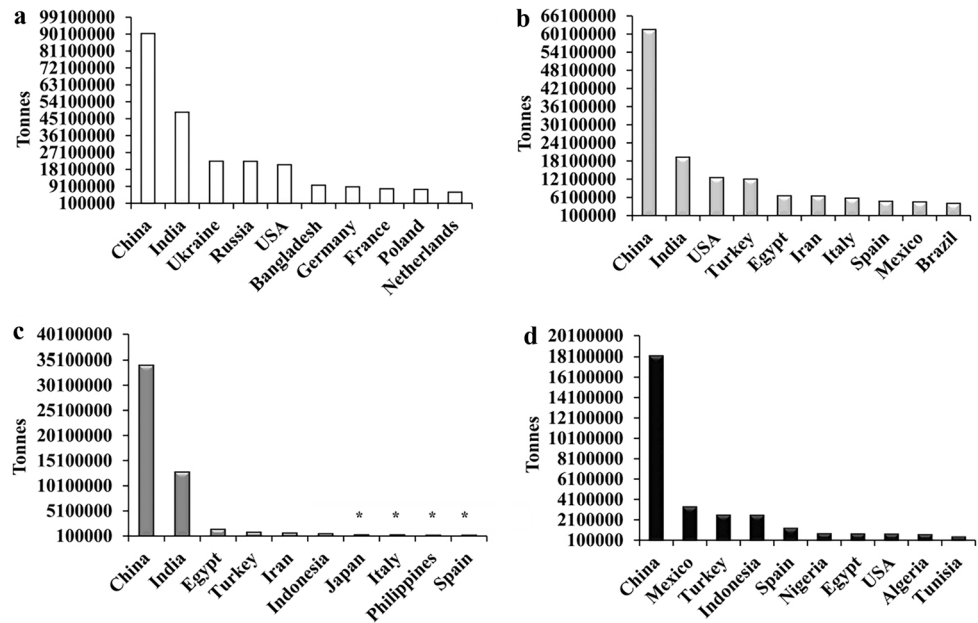 a
99100000
90100000
81100000
72100000
63100000
54100000
45100000
36100000
27100000
18100000
9100000
100000
Tonnes
China
India
Ukraine
Russia
USA
Bangladesh
Germany
France
Poland
Netherlands
b
66100000
60100000
54100000
48100000
42100000
36100000
30100000
24100000
18100000
12100000
6100000
100000
Tonnes
China
India
USA
Turkey
Egypt
Iran
Italy
Spain
Mexico
Brazil
c
40100000
35100000
30100000
25100000
20100000
15100000
10100000
5100000
100000
Tonnes
* * * *
China
India
Egypt
Turkey
Iran
Indonesia
Japan
Italy
Philippines
Spain
d
20100000
18100000
16100000
14100000
12100000
10100000
8100000
6100000
4100000
2100000
100000
Tonnes
China
Mexico
Turkey
Indonesia
Spain
Nigeria
Egypt
USA
Algeria
Tunisia